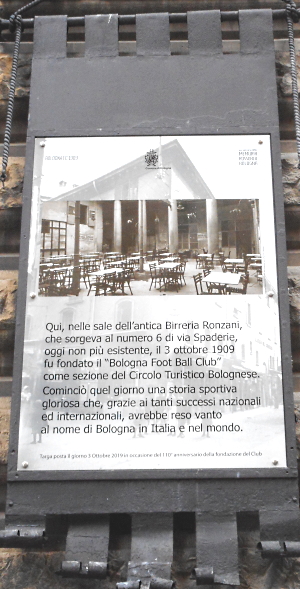 Qui, nelle sale dell'antica Birreria Ronzani,
che sorgeva al numero 6 di via Spaderie,
oggi non più esistente, il 3 ottobre 1909
fu fondato il "Bologna Foot Ball Club"
come sezione del Circolo Turistico Bolognese.
Cominciò quel giorno una storia sportiva
gloriosa che, grazie ai tanti successi nazionali
ed internazionali, avrebbe reso vanto
al nome di Bologna in Italia e nel mondo.
Targa posta il giorno 3 Ottobre 2019 in occasione del 110° anniversario della fondazione del Club